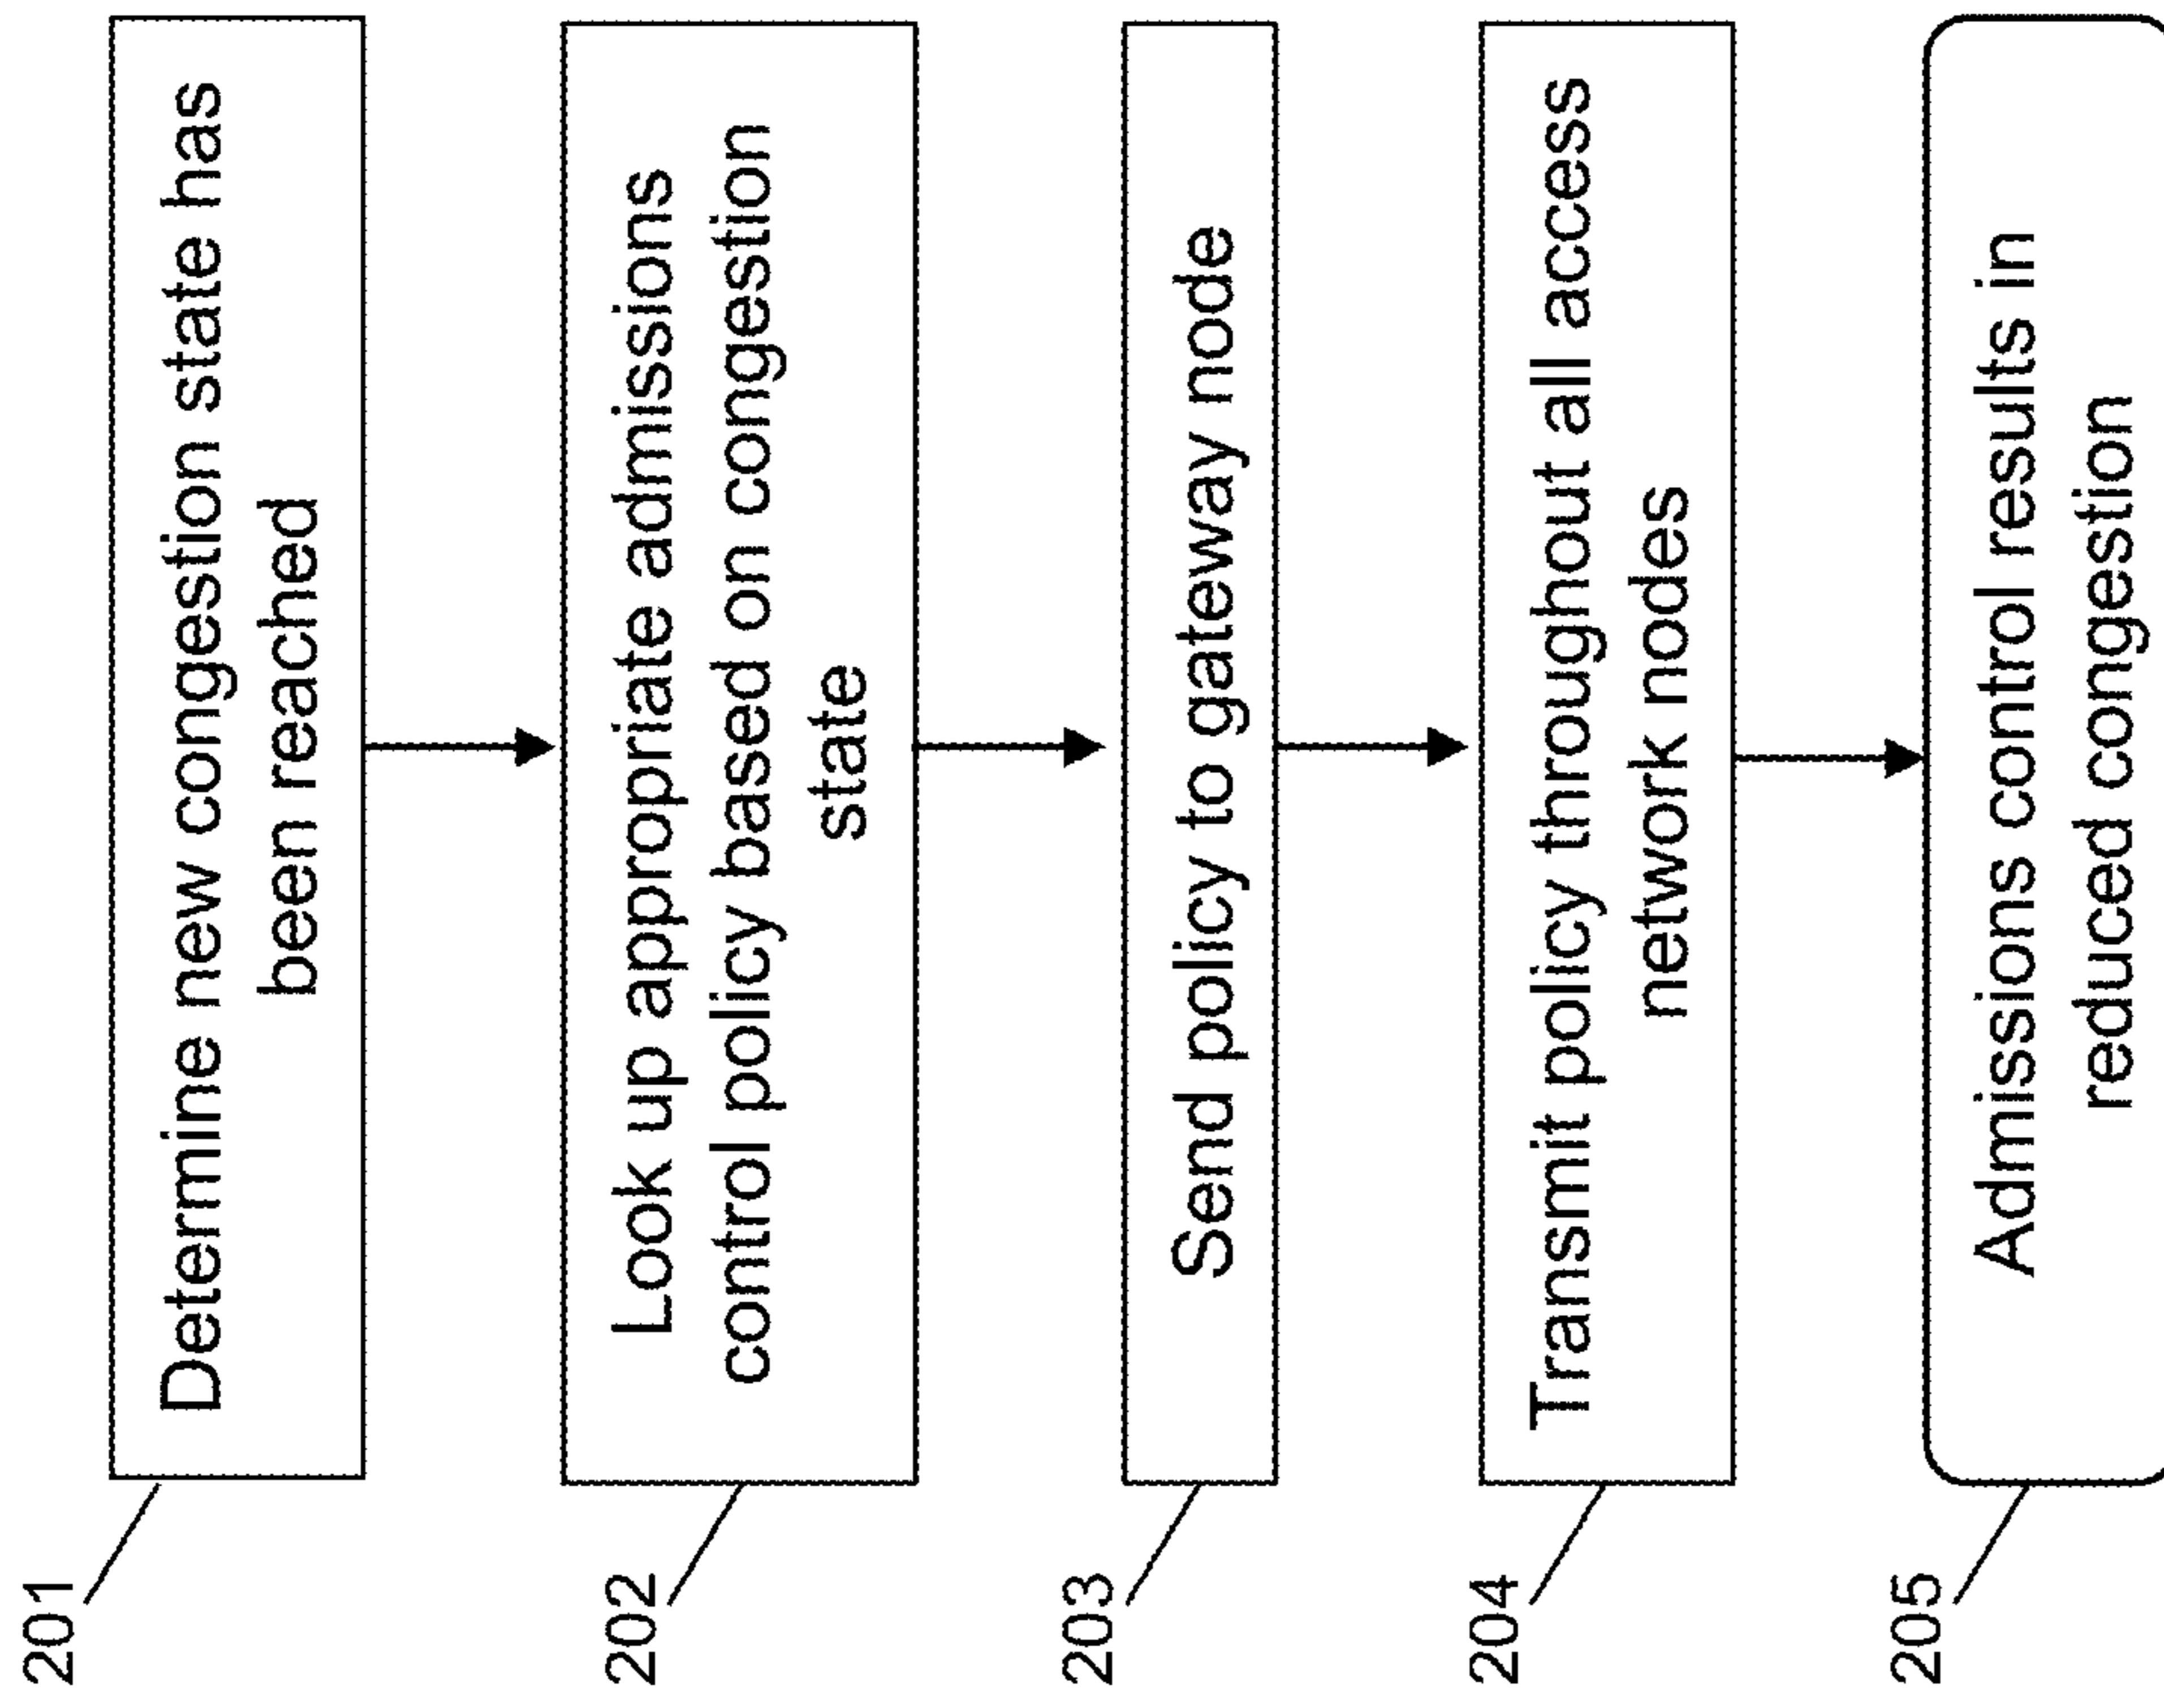 201
Determine new congestion state has
been reached
202
Look up appropriate admissions
control policy based on congestion
state
203
Send policy to gateway node
204
Transmit policy throughout all access
network nodes
205
Admissions control results in
reduced congestion